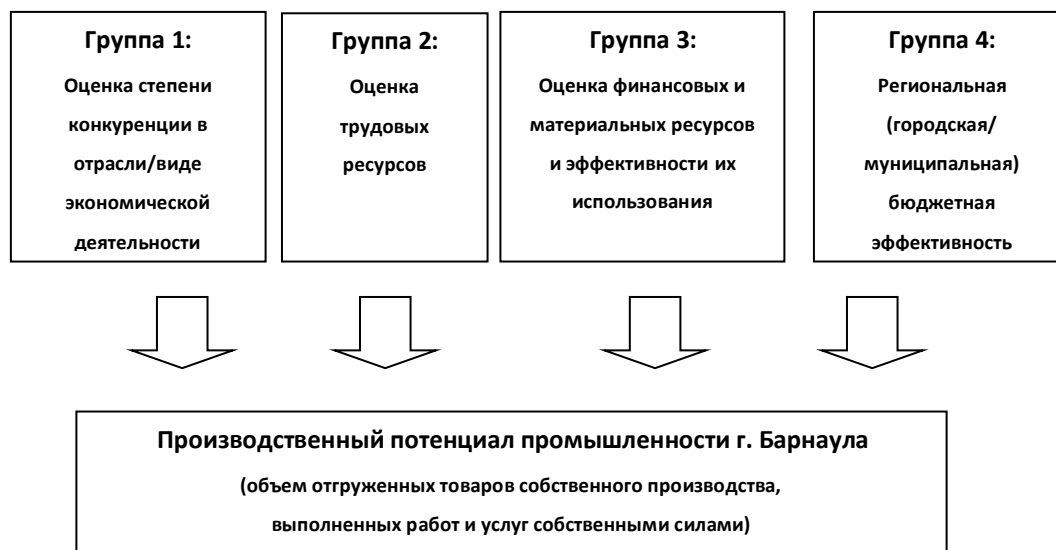 Группа 1:
Оценка степени
конкуренции в
отрасли/виде
экономической
деятельности
Группа 2:
Оценка
трудовых
ресурсов
Группа 3:
Оценка финансовых и
материальных ресурсов
и эффективности их
использования
Группа 4:
Региональная
(городская/
муниципальная)
бюджетная
эффективность
Производственный потенциал промышленности г. Барнаула
(объем отгруженных товаров собственного производства,
выполненных работ и услуг собственными силами)